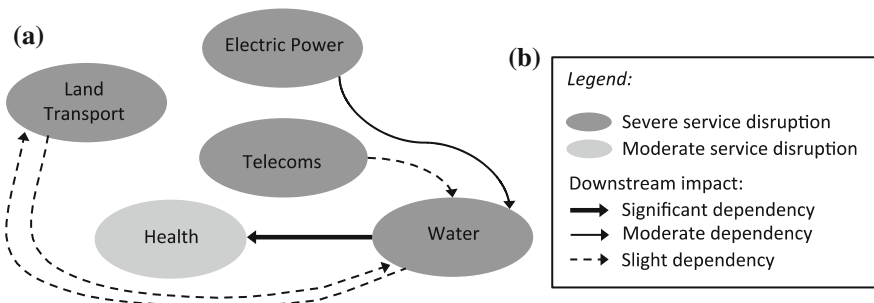 (a)
Electric Power
Land
Transport
Telecoms
Health
Water
(b)
Legend:
Severe service disruption
Moderate service disruption
Downstream impact:
Significant dependency
Moderate dependency
Slight dependency